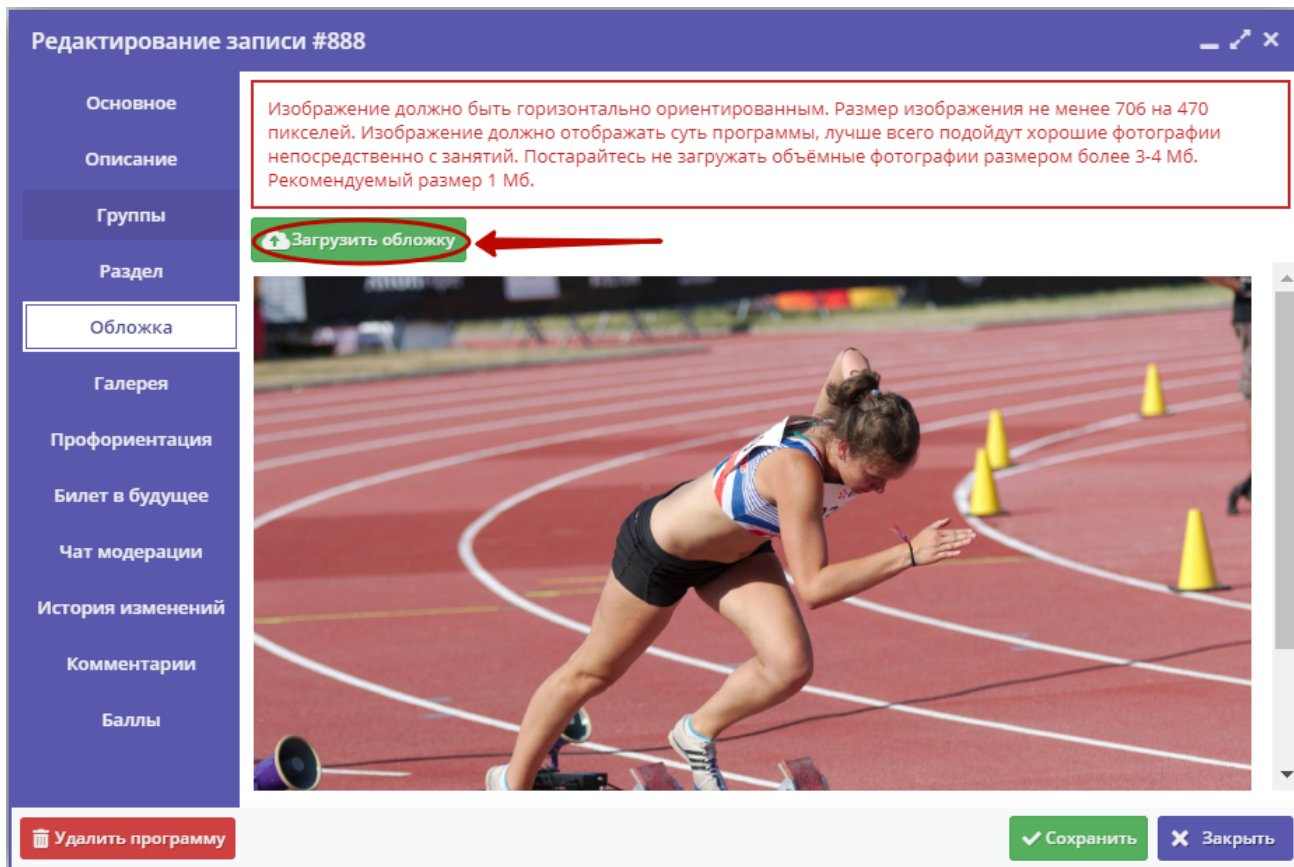 Редактирование записи #888
Основное
Описание
Группы
Раздел
Обложка
Галерея
Профориентация
Билет в будущее
Чат модерации
История изменений
Комментарии
Баллы
Изображение должно быть горизонтально ориентированным. Размер изображения не менее 706 на 470
пикселей. Изображение должно отображать суть программы, лучше всего подойдут хорошие фотографии
непосредственно с занятий. Постарайтесь не загружать объёмные фотографии размером более 3-4 Мб.
Рекомендуемый размер 1 Мб.
Загрузить обложку
Удалить программу
Сохранить
Закрыть